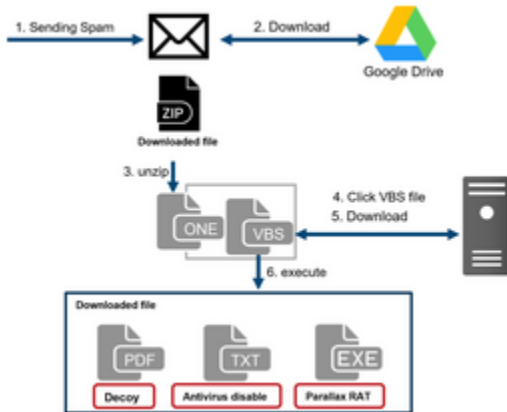 1. Sending Spam
2. Download
Google Drive
ZIP
Downloaded file
3. unzip
ONE
VBS
4. Click VBS file
5. Download
6. execute
Downloaded file
PDF
TXT
EXE
Decoy
Antivirus disable
Parallax RAT